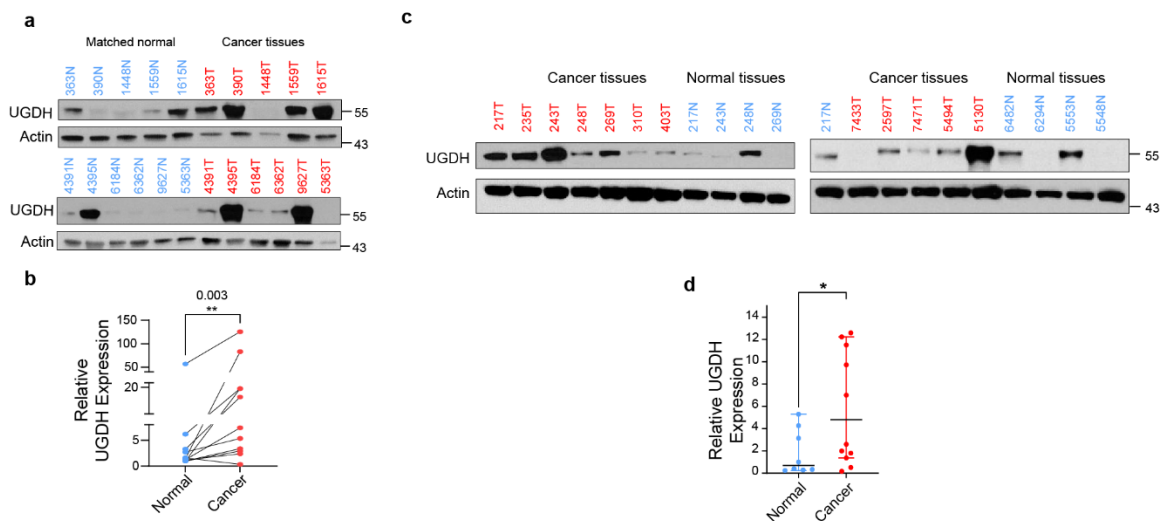 a
Matched normal Cancer tissues
363N 390N 1448N 1559N 1615N 363T 390T 1448T 1559T 1615T
UGDH 55
Actin 43
4391N 4395N 6184N 6362N 9627N 5363N 4391T 4395T 6184T 6362T 9627T 5363T
UGDH 55
Actin 43
b
0.003
**
Relative
UGDH Expression
150
100
50
20
5
0
Normal Cancer
c
Cancer tissues Normal tissues
217T 235T 243T 248T 269T 310T 403T 217N 243N 248N 269N
UGDH
Actin
Cancer tissues Normal tissues
217N 7433T 2597T 7471T 5494T 5130T 6482N 6294N 5553N 5548N
55
43
d
*
Relative UGDH
Expression
14
12
10
8
6
4
2
0
Normal Cancer